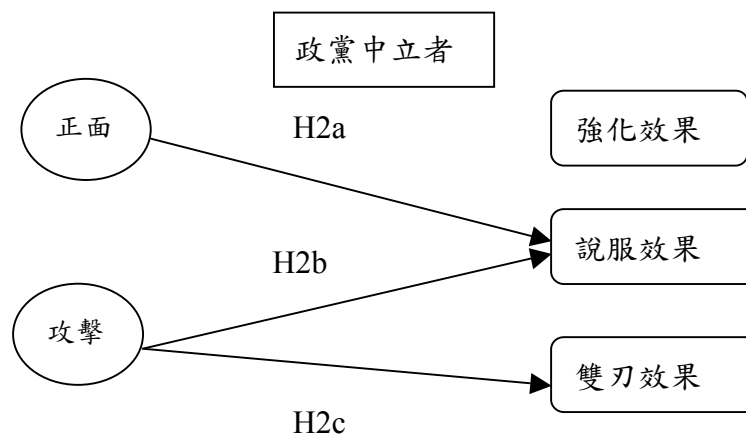 政黨中立者
正面
H2a
強化效果
說服效果
H2b
攻擊
雙刃效果
H2c